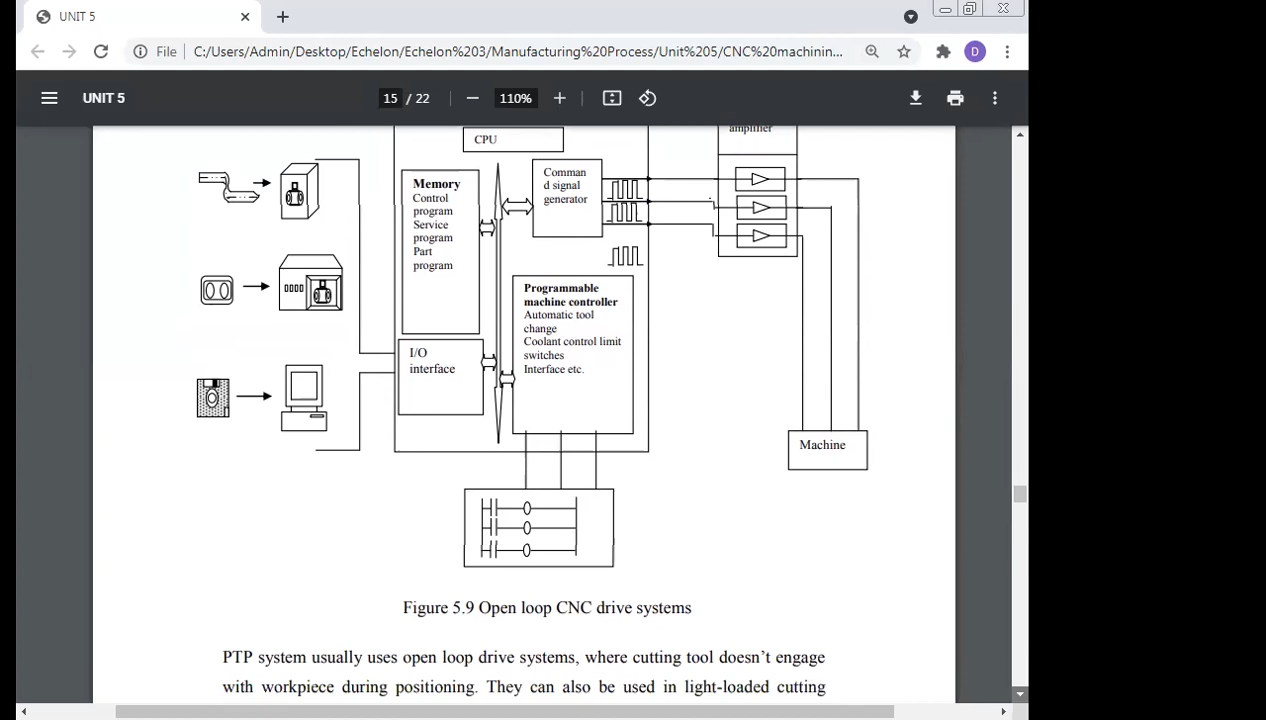 UNIT 5
File
C:/Users/Admin/Desktop/Echelon/Echelon%203/Manufacturing%20Process/Unit%205/CNC%20machinin...
D
UNIT 5
15 / 22
110%
CPU
amplifier
Memory
Control
program
Service
program
Part
program
Comman
d signal
generator
Programmable
machine controller
Automatic tool
change
Coolant control limit
switches
Interface etc.
I/O
interface
Machine
Figure 5.9 Open loop CNC drive systems
PTP system usually uses open loop drive systems, where cutting tool doesn’t engage
with workpiece during positioning. They can also be used in light-loaded cutting